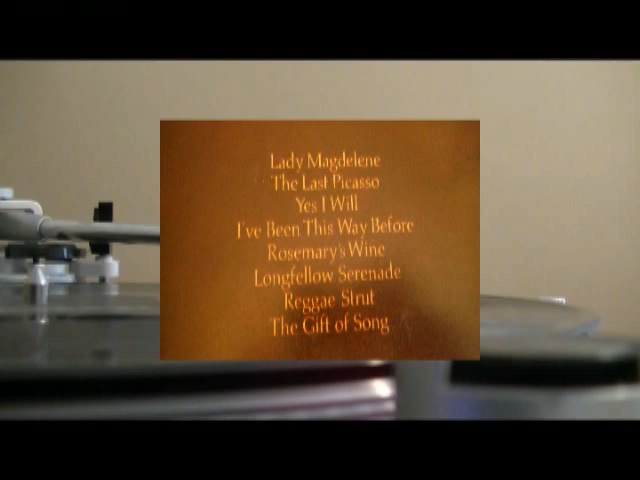 Lady Magdelene
The Last Picasso
Yes I Will
I've Been This Way Before
Rosemary's Wine
Longfellow Serenade
Reggae Strut
The Gift of Song